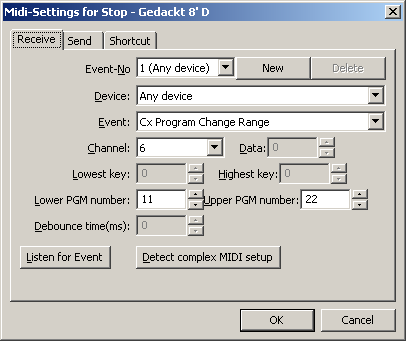 Midi-Settings for Stop - Gedackt 8' D
Receive Send Shortcut
Event-No 1 (Any device) New Delete
Device: Any device
Event: Cx Program Change Range
Channel: 6 Data: 0
Lowest key: 0 Highest key: 0
Lower PGM number: 11 Upper PGM number: 22
Debounce time(ms): 0
Listen for Event Detect complex MIDI setup
OK Cancel